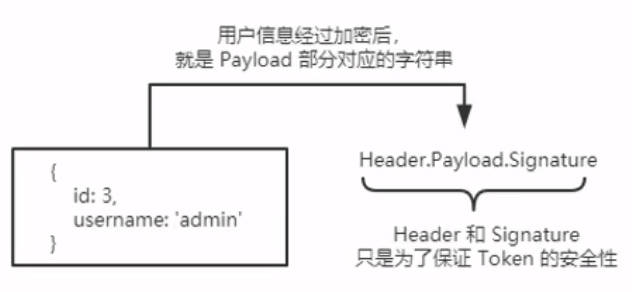 用户信息经过加密后，
就是 Payload 部分对应的字符串
{
id: 3,
username: 'admin'
}
Header.Payload.Signature
Header 和 Signature
只是为了保证 Token 的安全性